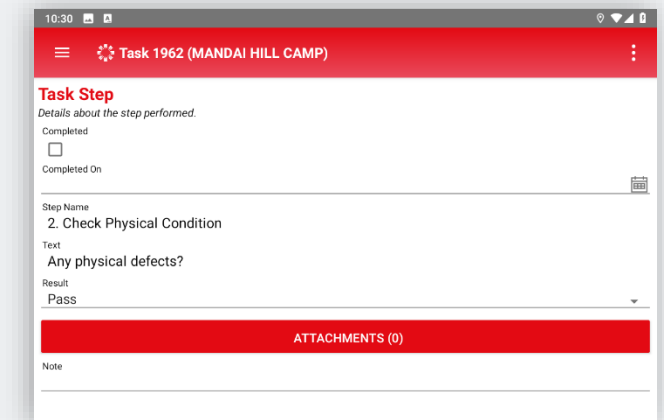 10:30
Task 1962 (MANDAI HILL CAMP)
Task Step
Details about the step performed.
Completed
Completed On
Step Name
2. Check Physical Condition
Text
Any physical defects?
Result
Pass
ATTACHMENTS (0)
Note